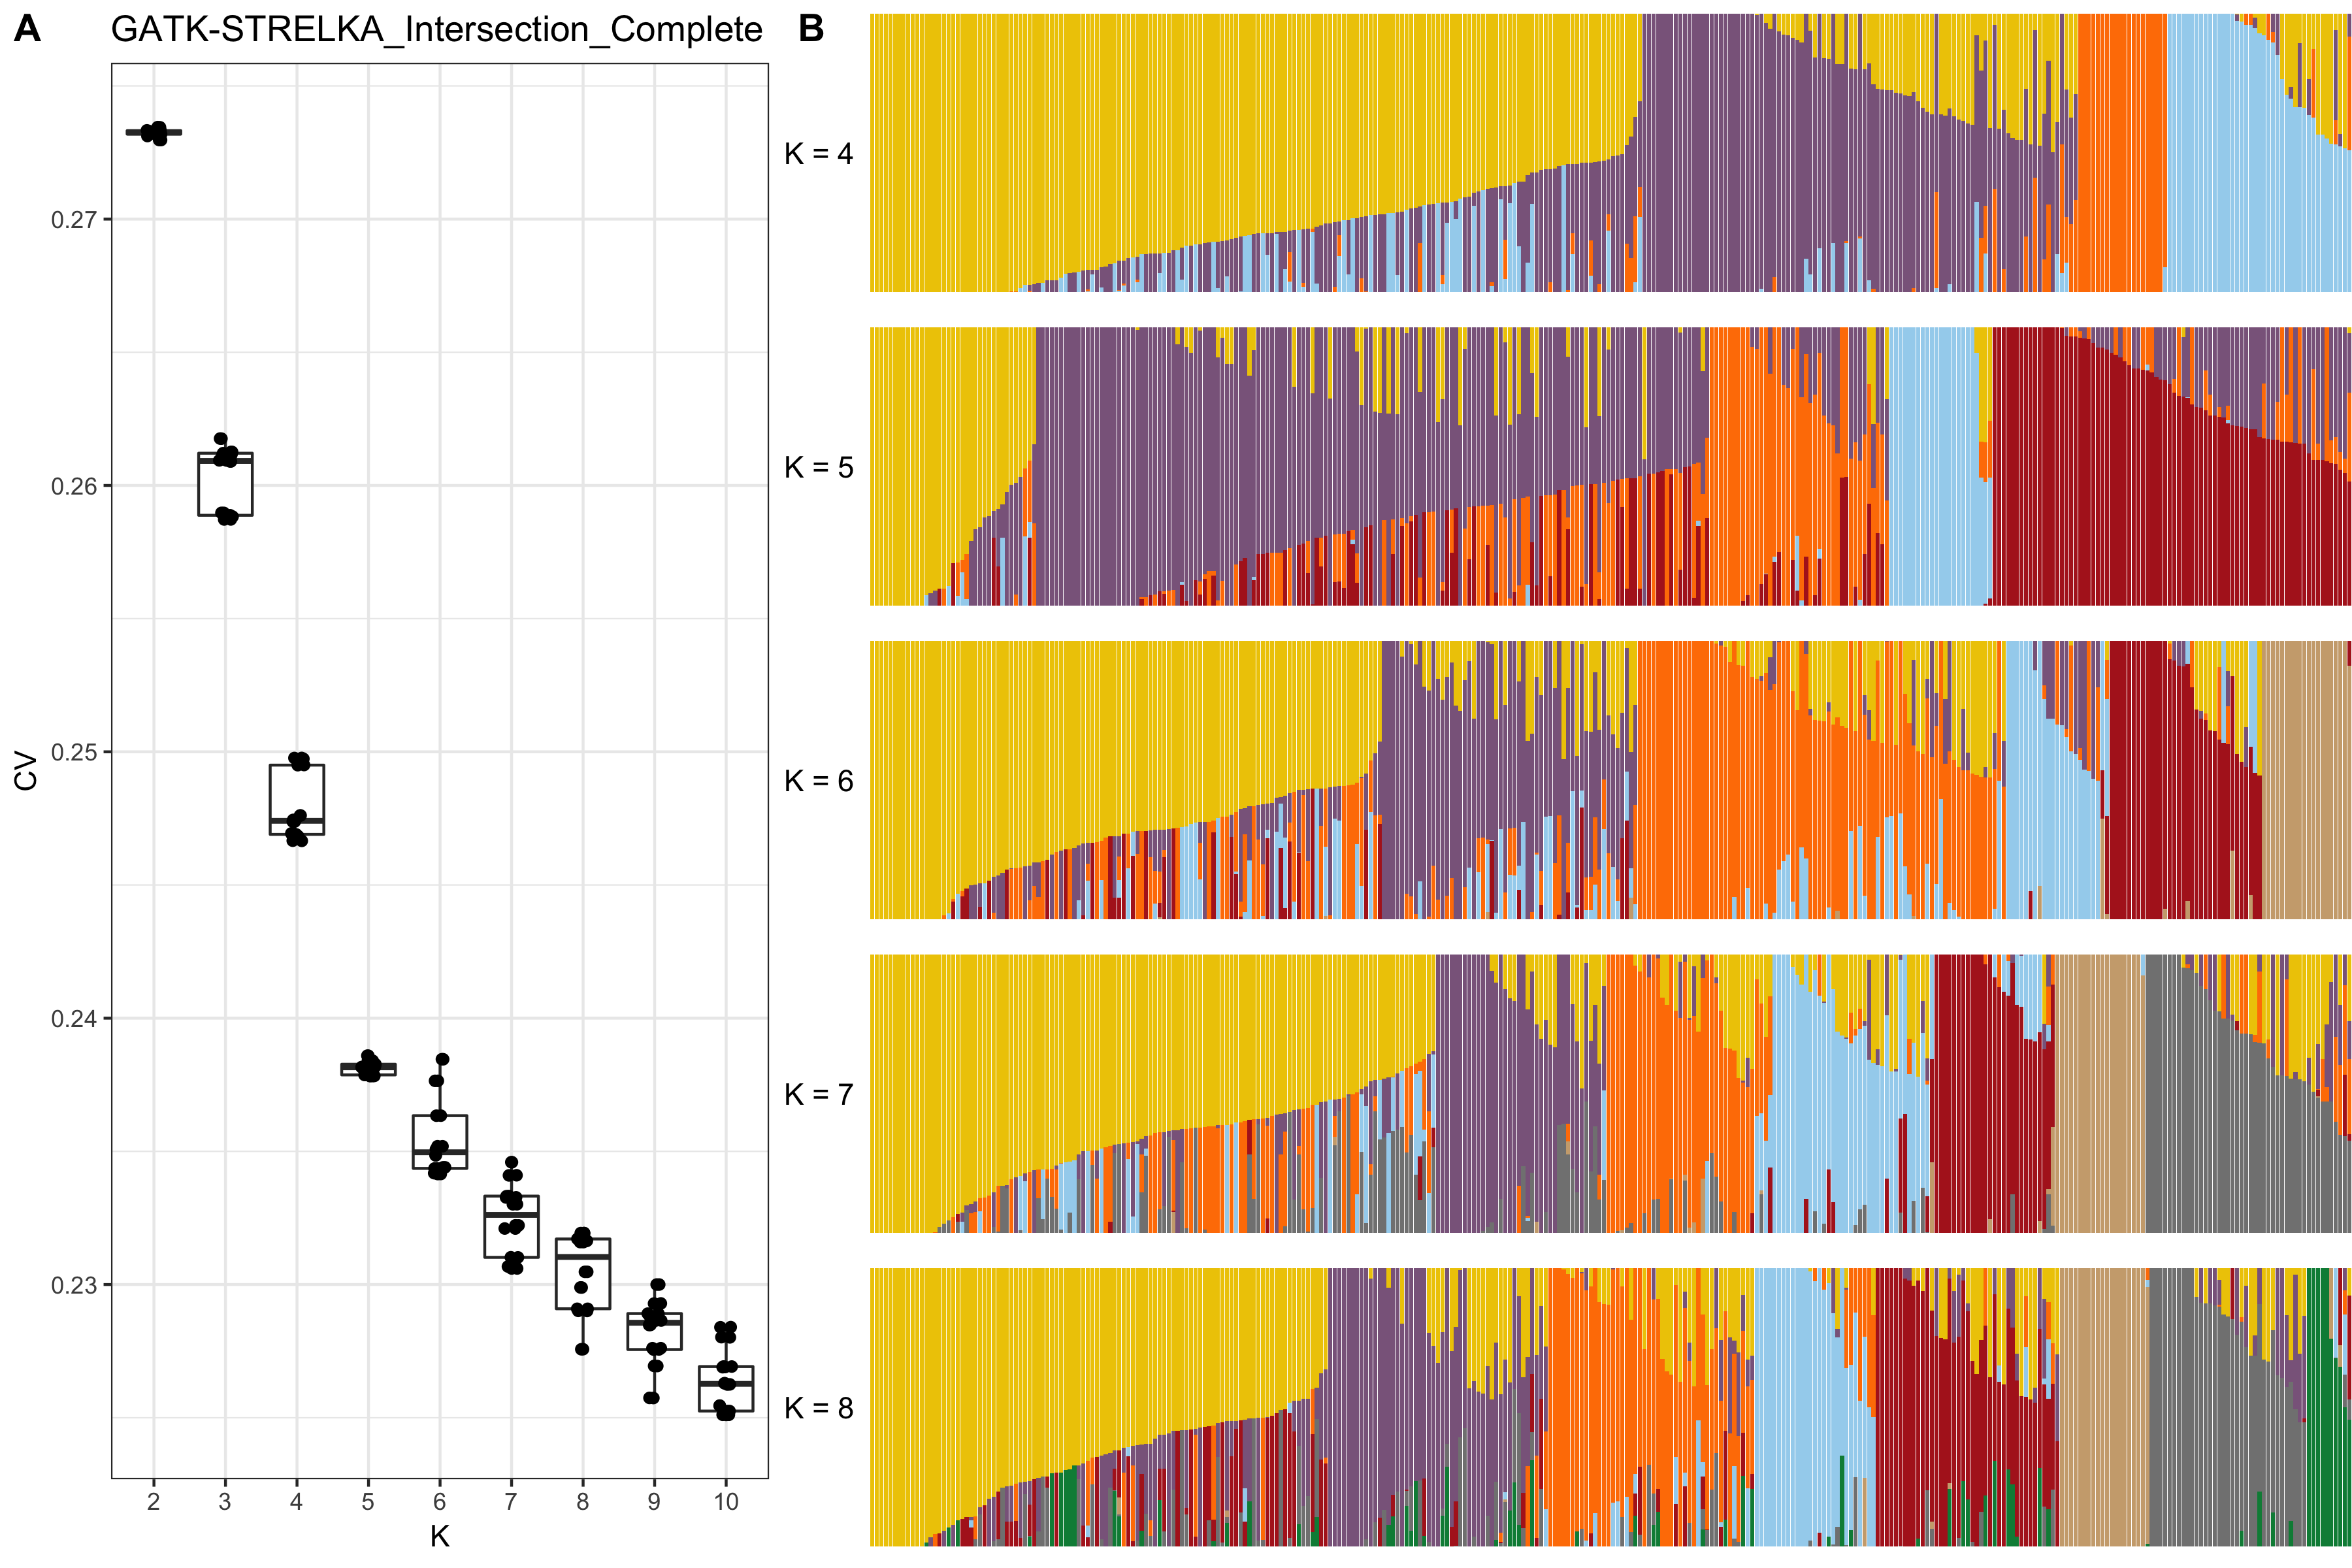 A
GATK-STRELKA_Intersection_Complete
0.27
0.26
0.25
0.24
0.23
CV
2 3 4 5 6 7 8 9 10
K
B
K = 4
K = 5
K = 6
K = 7
K = 8